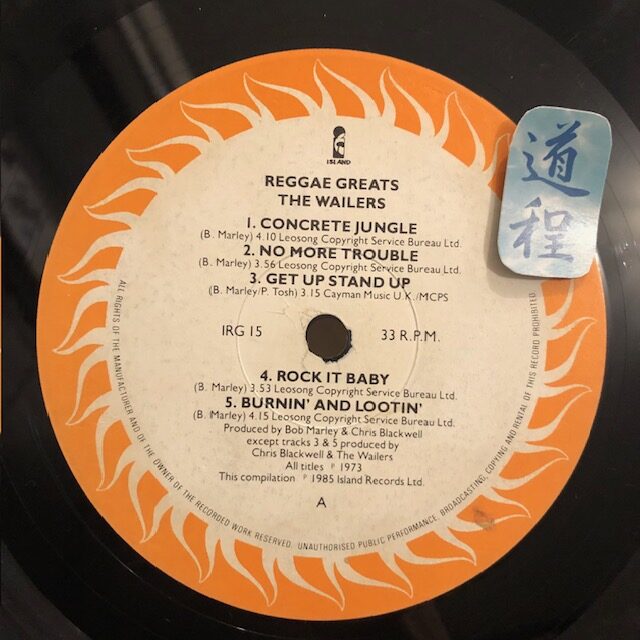 ISLAND
REGGAE GREATS
THE WAILERS
1. CONCRETE JUNGLE
(B. Marley) 4.10 Leosong Copyright Service Bureau Ltd.
2. NO MORE TROUBLE
(B. Marley) 3.56 Leosong Copyright Service Bureau Ltd.
3. GET UP STAND UP
(B. Marley/P. Tosh) 3.15 Cayman Music U.K./MCPS
IRG 15
33 R.P.M.
4. ROCK IT BABY
(B. Marley) 3.53 Leosong Copyright Service Bureau Ltd.
5. BURNIN' AND LOOTIN'
(B. Marley) 4.15 Leosong Copyright Service Bureau Ltd.
Produced by Bob Marley & Chris Blackwell
except tracks 3 & 5 produced by
Chris Blackwell & The Wailers
All titles ℗ 1973
This compilation ℗ 1985 Island Records Ltd.
A
ALL RIGHTS OF THE MANUFACTURER AND OF THE OWNER OF THE RECORDED WORK RESERVED. UNAUTHORISED PUBLIC PERFORMANCE. BROADCASTING, COPYING AND RENTAL OF THIS RECORD PROHIBITED.
道程